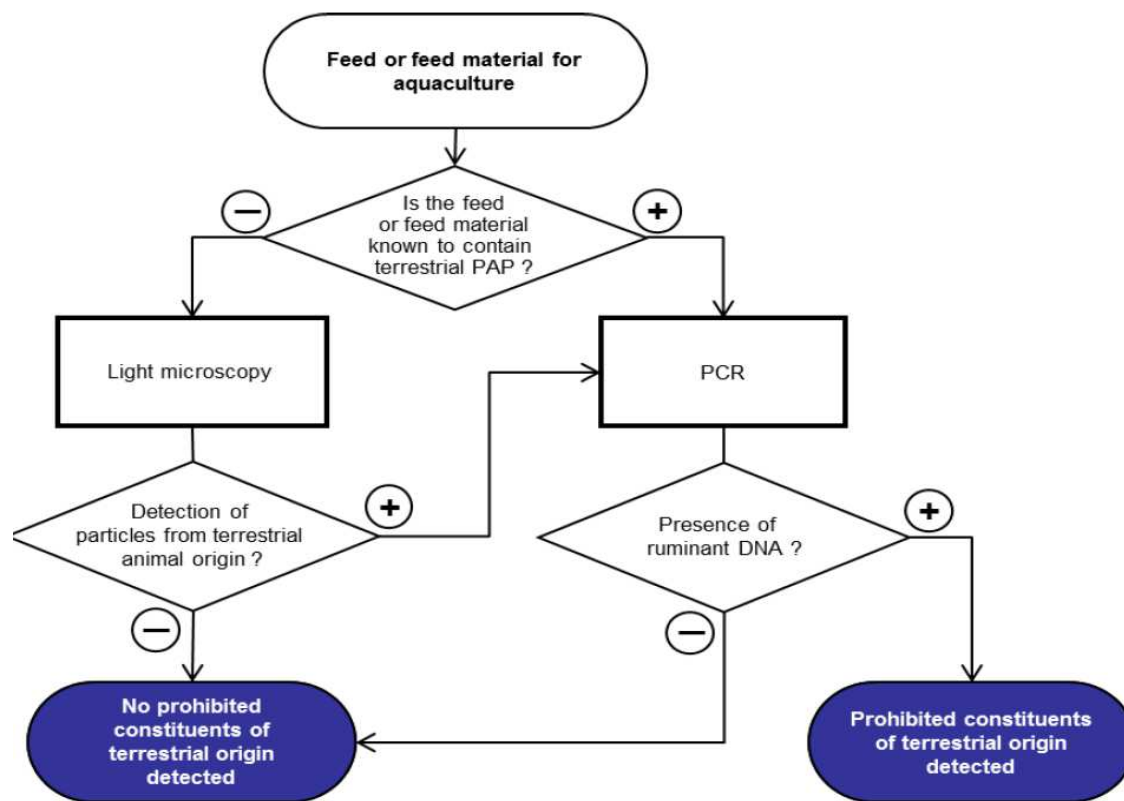 Feed or feed material for
aquaculture
Is the feed
or feed material
known to contain
terrestrial PAP ?
−
+
Light microscopy
PCR
Detection of
particles from terrestrial
animal origin ?
+
−
Presence of
ruminant DNA ?
+
−
No prohibited
constituents of
terrestrial origin
detected
Prohibited constituents
of terrestrial origin
detected